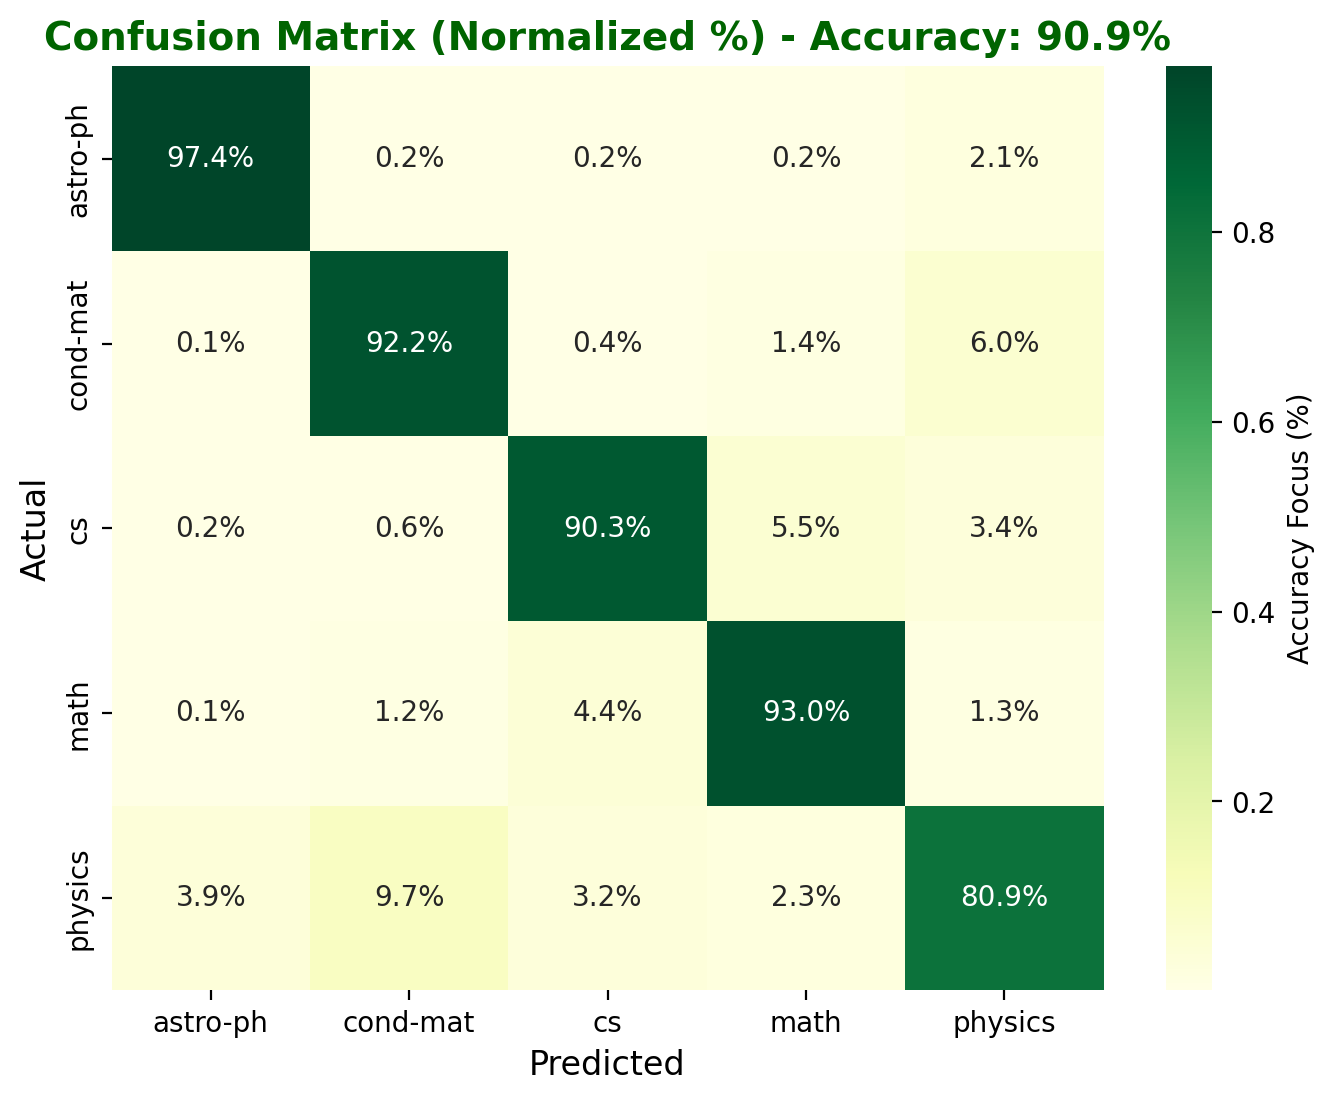 Confusion Matrix (Normalized %) - Accuracy: 90.9%
Actual
astro-ph 97.4% 0.2% 0.2% 0.2% 2.1%
cond-mat 0.1% 92.2% 0.4% 1.4% 6.0%
cs 0.2% 0.6% 90.3% 5.5% 3.4%
math 0.1% 1.2% 4.4% 93.0% 1.3%
physics 3.9% 9.7% 3.2% 2.3% 80.9%
astro-ph cond-mat cs math physics
Predicted
0.8
0.6
0.4
0.2
Accuracy Focus (%)